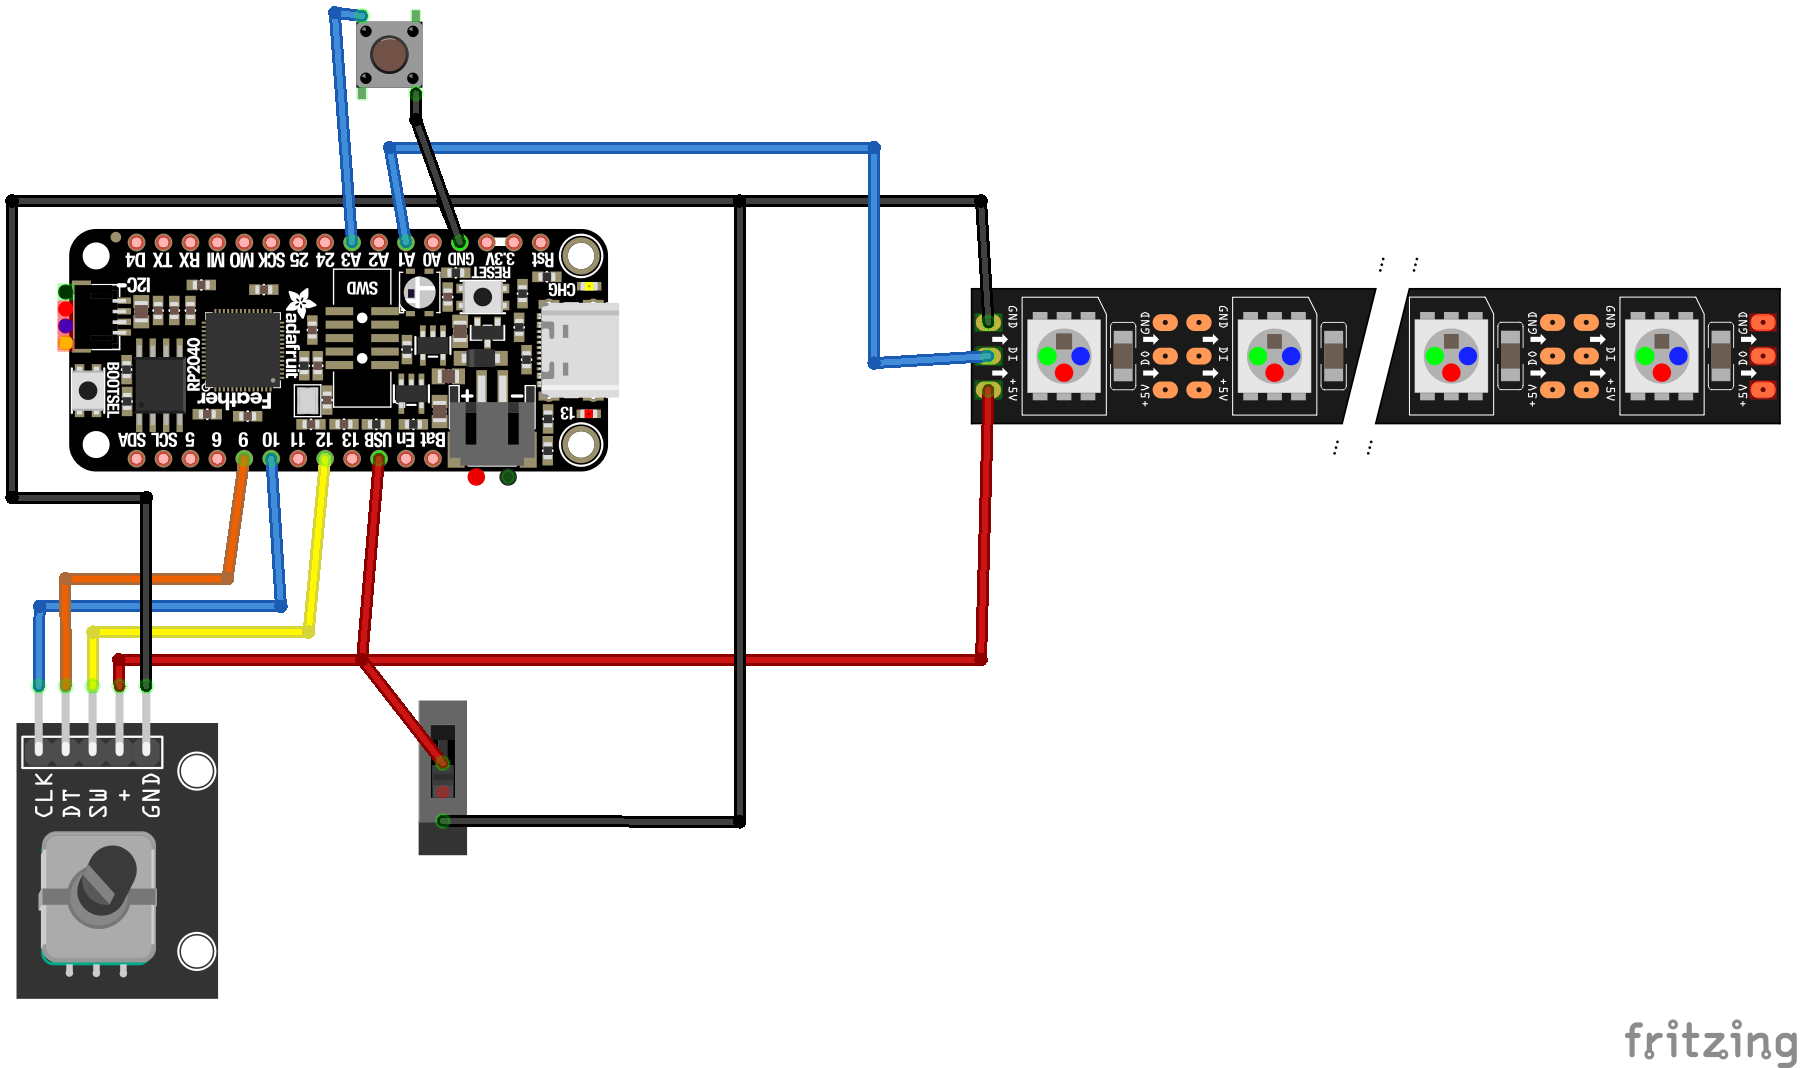 D4 TX RX MI MO SCK 25 24 A3 A2 A1 A0 GND 3.3V Rst
I2C
SWD
RESET
CHG
adafruit
RP2040
Feather
BOOTSEL
+ -
13
SDA SCL 5 6 9 10 11 12 13 USB En Bat
GND DI +5V
GND DO +5V
GND DI +5V
GND DO +5V
GND DI +5V
GND DO +5V
CLK
DT
SW
+
GND
fritzing